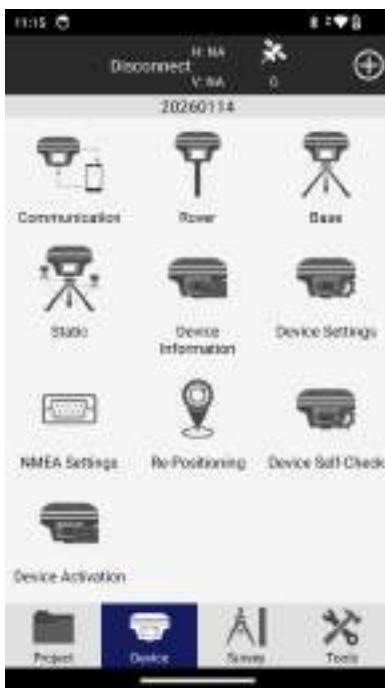 11:15
H: NA
Disconnect
V: NA
0
20260114
Communication
Rover
Base
Static
Device
Information
Device Settings
NMEA Settings
Re-Positioning
Device Self-Check
Device Activation
Project
Device
Survey
Tools